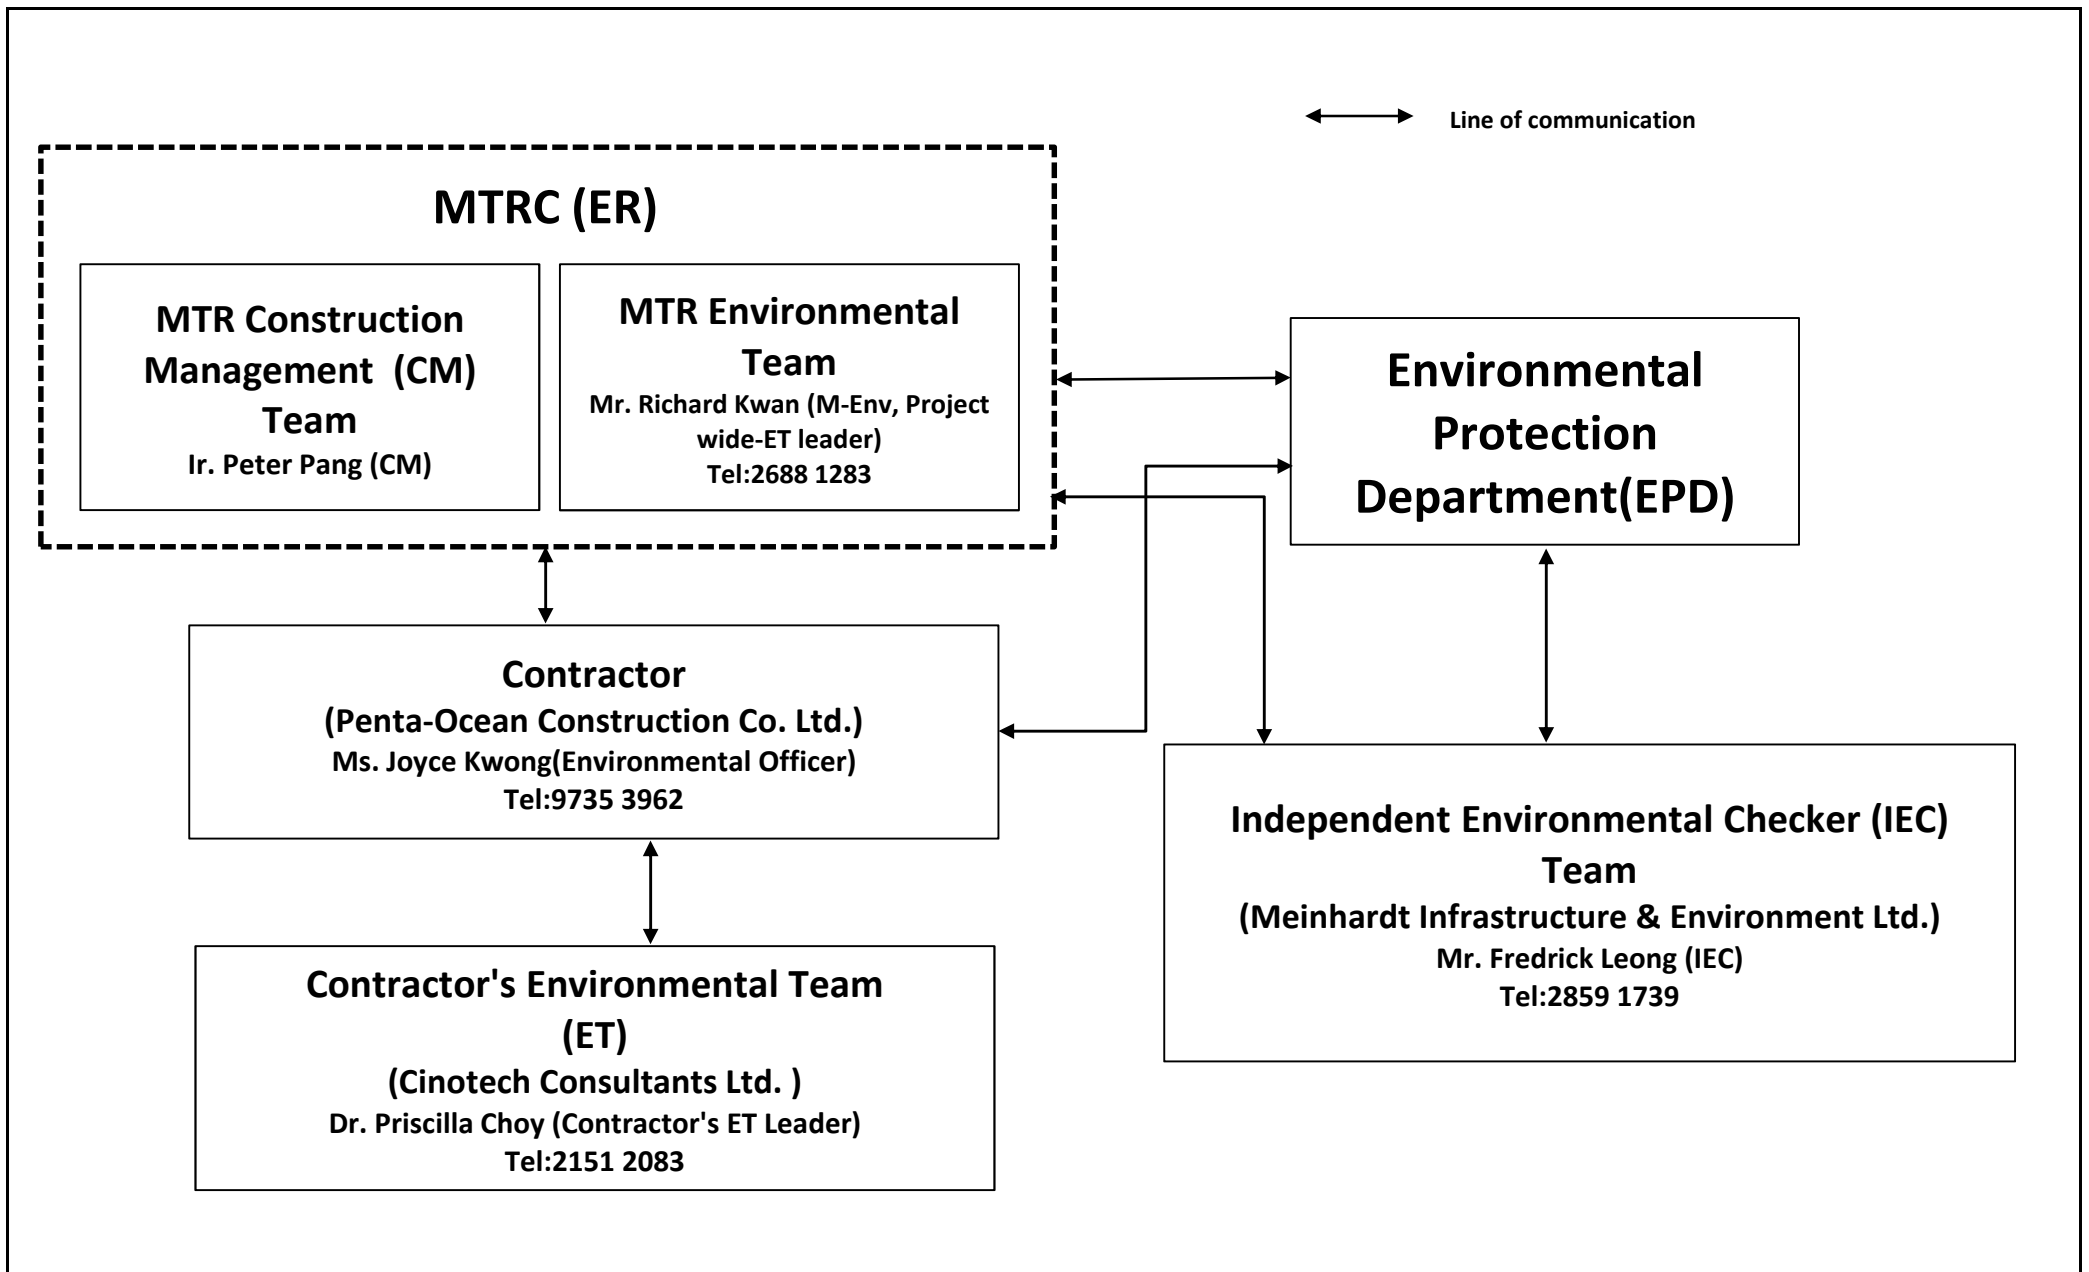 Line of communication
MTRC (ER)
MTR Construction
Management  (CM)
Team
Ir. Peter Pang (CM)
MTR Environmental
Team
Mr. Richard Kwan (M-Env, Project
wide-ET leader)
Tel:2688 1283
Environmental
Protection
Department(EPD)
Contractor
(Penta-Ocean Construction Co. Ltd.)
Ms. Joyce Kwong(Environmental Officer)
Tel:9735 3962
Independent Environmental Checker (IEC)
Team
(Meinhardt Infrastructure & Environment Ltd.)
Mr. Fredrick Leong (IEC)
Tel:2859 1739
Contractor's Environmental Team
(ET)
(Cinotech Consultants Ltd. )
Dr. Priscilla Choy (Contractor's ET Leader)
Tel:2151 2083